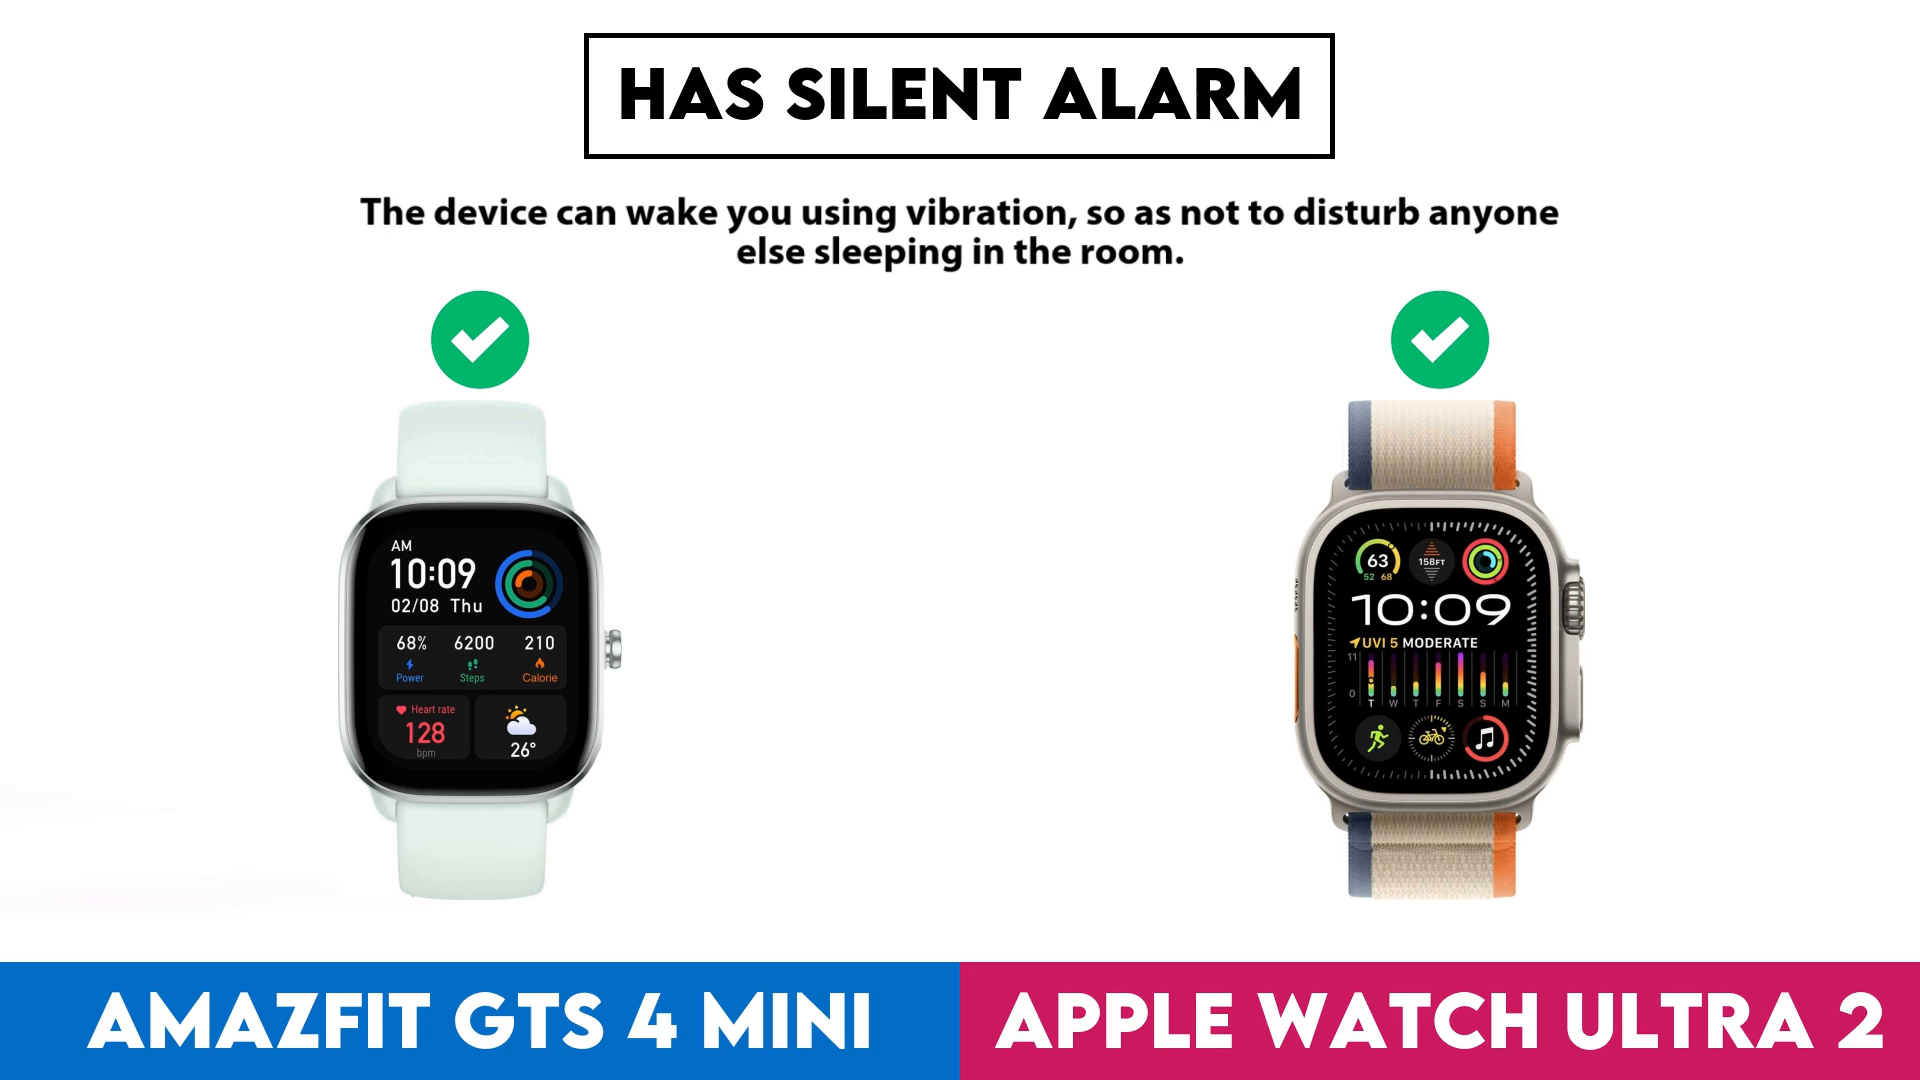 HAS SILENT ALARM
The device can wake you using vibration, so as not to disturb anyone
else sleeping in the room.
AM
10:09
02/08 Thu
68% 6200 210
Power Steps Calorie
Heart rate
128
bpm
26°
63
52 68
158FT
10:09
UVI 5 MODERATE
11
0
T W T F S S M
AMAZFIT GTS 4 MINI
APPLE WATCH ULTRA 2